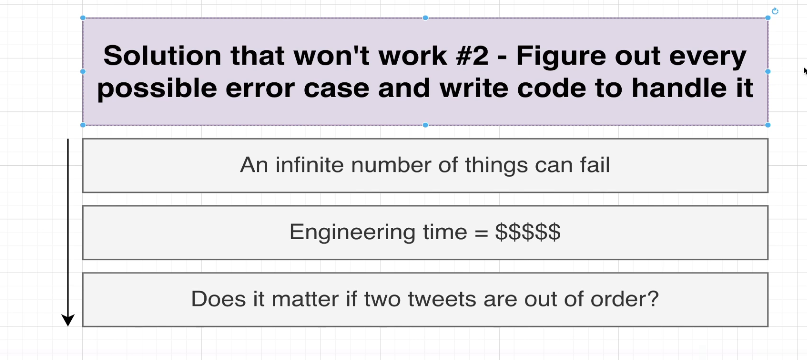 Solution that won't work #2 - Figure out every
possible error case and write code to handle it
An infinite number of things can fail
Engineering time = $$$$$
Does it matter if two tweets are out of order?